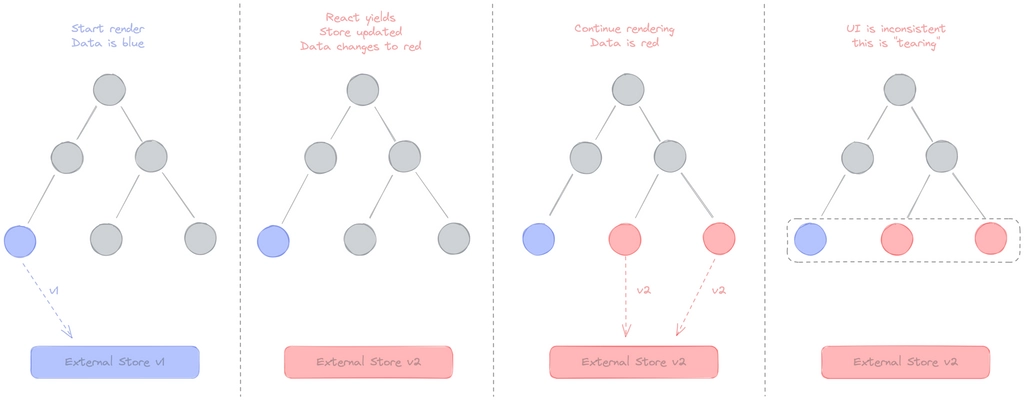 Start render
Data is blue
v1
External Store v1
React yields
Store updated
Data changes to red
External Store v2
Continue rendering
Data is red
v2
v2
External Store v2
UI is inconsistent
this is "tearing"
External Store v2